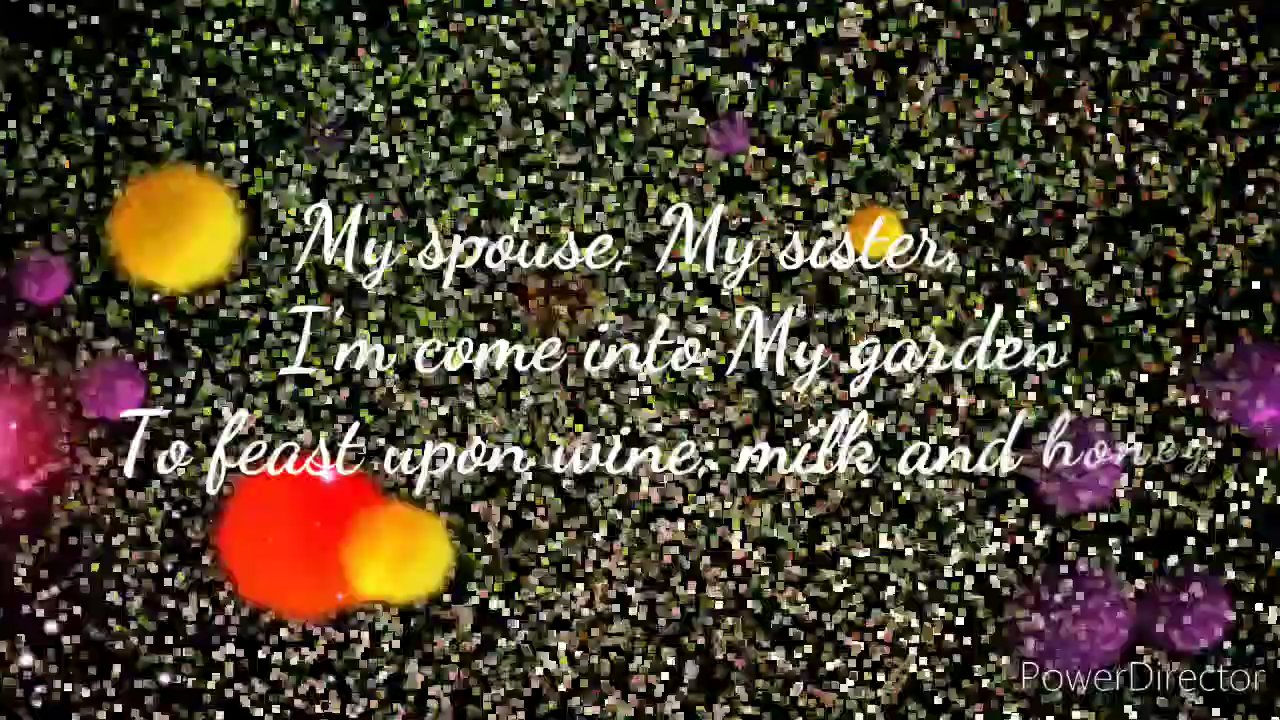 My spouse, My sister,
I'm come into My garden
To feast upon wine, milk and honey
PowerDirector